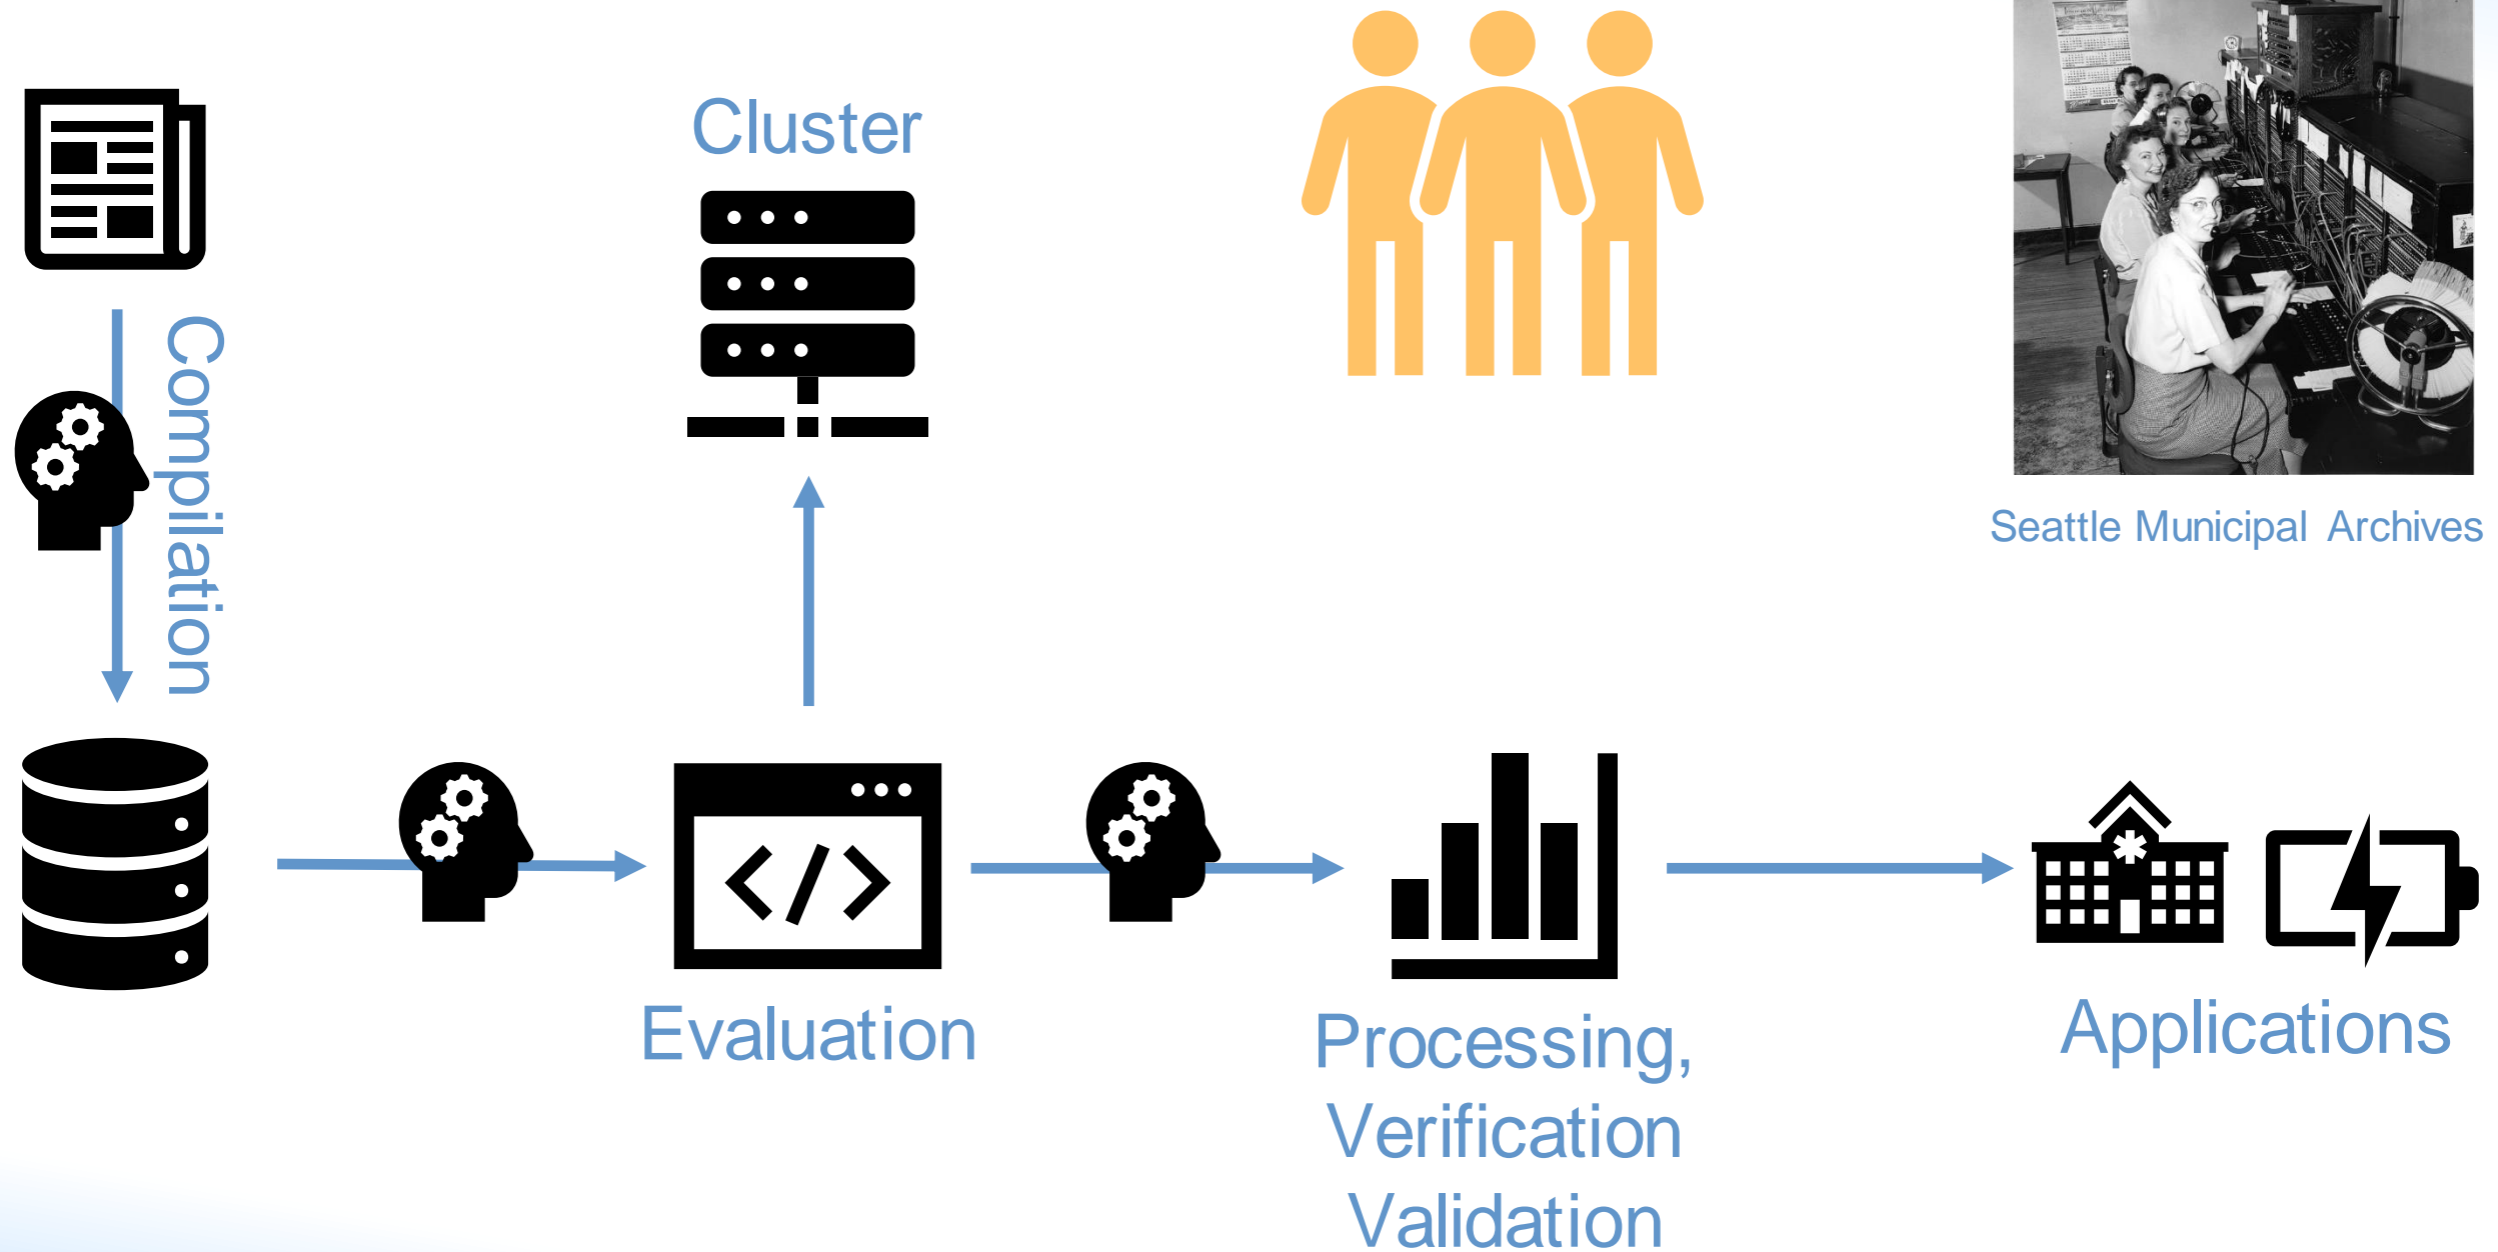 Cluster
Compilation
Seattle Municipal Archives
Evaluation
Processing,
Verification
Validation
Applications